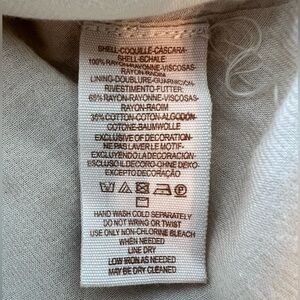 SHELL-COQUILLE-CASCARA-
SHELL-SCHALE:
100% RAYON-RAYONNE-VISCOSAS-
RAYON-RAOIM
LINING-DOUBLURE-GUARNICION-
RIVESTIMENTO-FUTTER:
65% RAYON-RAYONNE-VISCOSAS-
RAYON-RAOIM
35% COTTON-COTON-ALGODÓN-
COTONE-BAUMWOLLE
EXCLUSIVE OF DECORATION-
NE PAS LAVER LE MOTIF-
EXCLUYENDO LA DECORACION-
ESCLUSO IL DECORO-OHNE DEKO-
EXCEPTO DECORAÇÃO
HAND WASH COLD SEPARATELY
DO NOT WRING OR TWIST
USE ONLY NON-CHLORINE BLEACH
WHEN NEEDED
LINE DRY
LOW IRON AS NEEDED
MAY BE DRY CLEANED